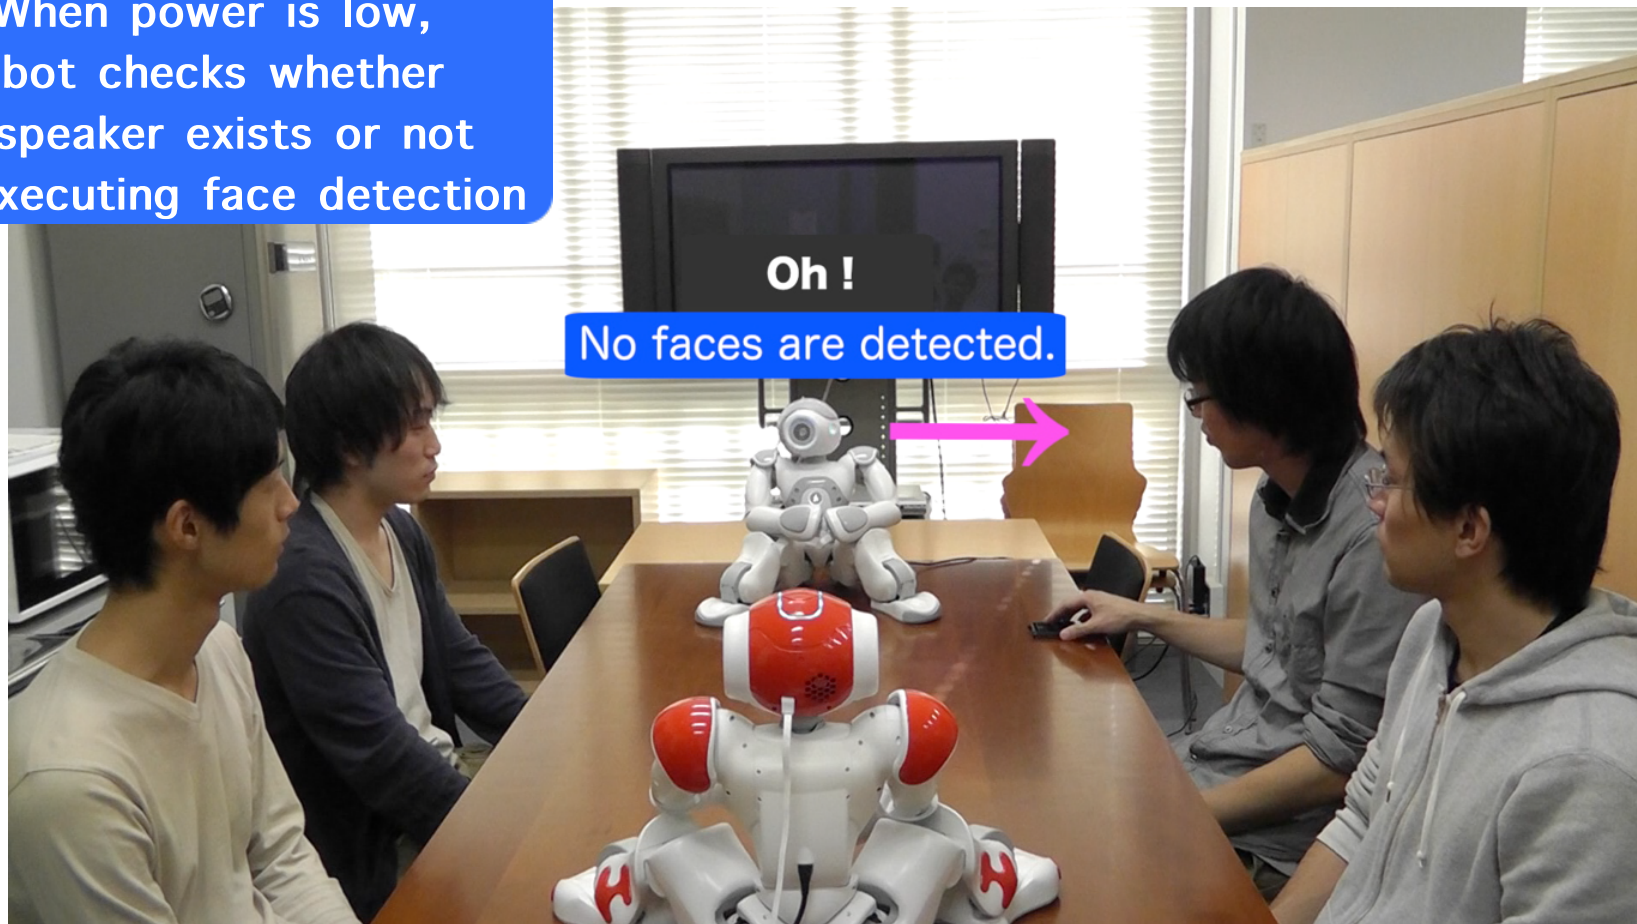 When power is low,
bot checks whether
speaker exists or not
xecuting face detection
Oh !
No faces are detected.